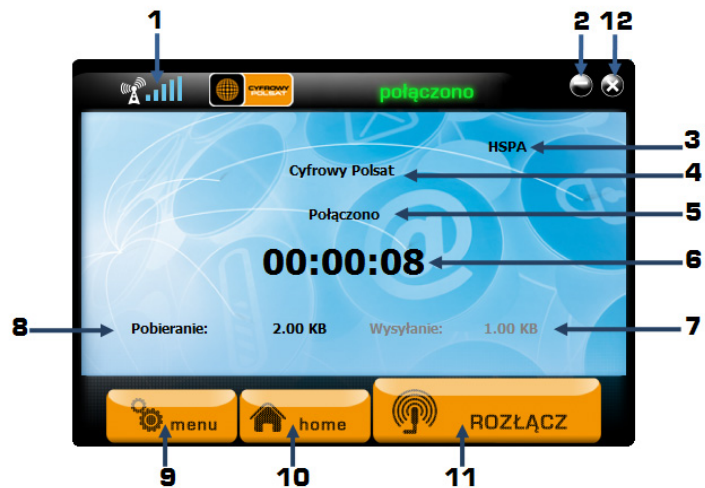 1 2 12
CYFROWY
POLSAT
połączono
HSPA 3
Cyfrowy Polsat 4
Połączono 5
00:00:08 6
8 Pobieranie: 2.00 KB Wysyłanie: 1.00 KB 7
menu home ROZŁĄCZ
9 10 11